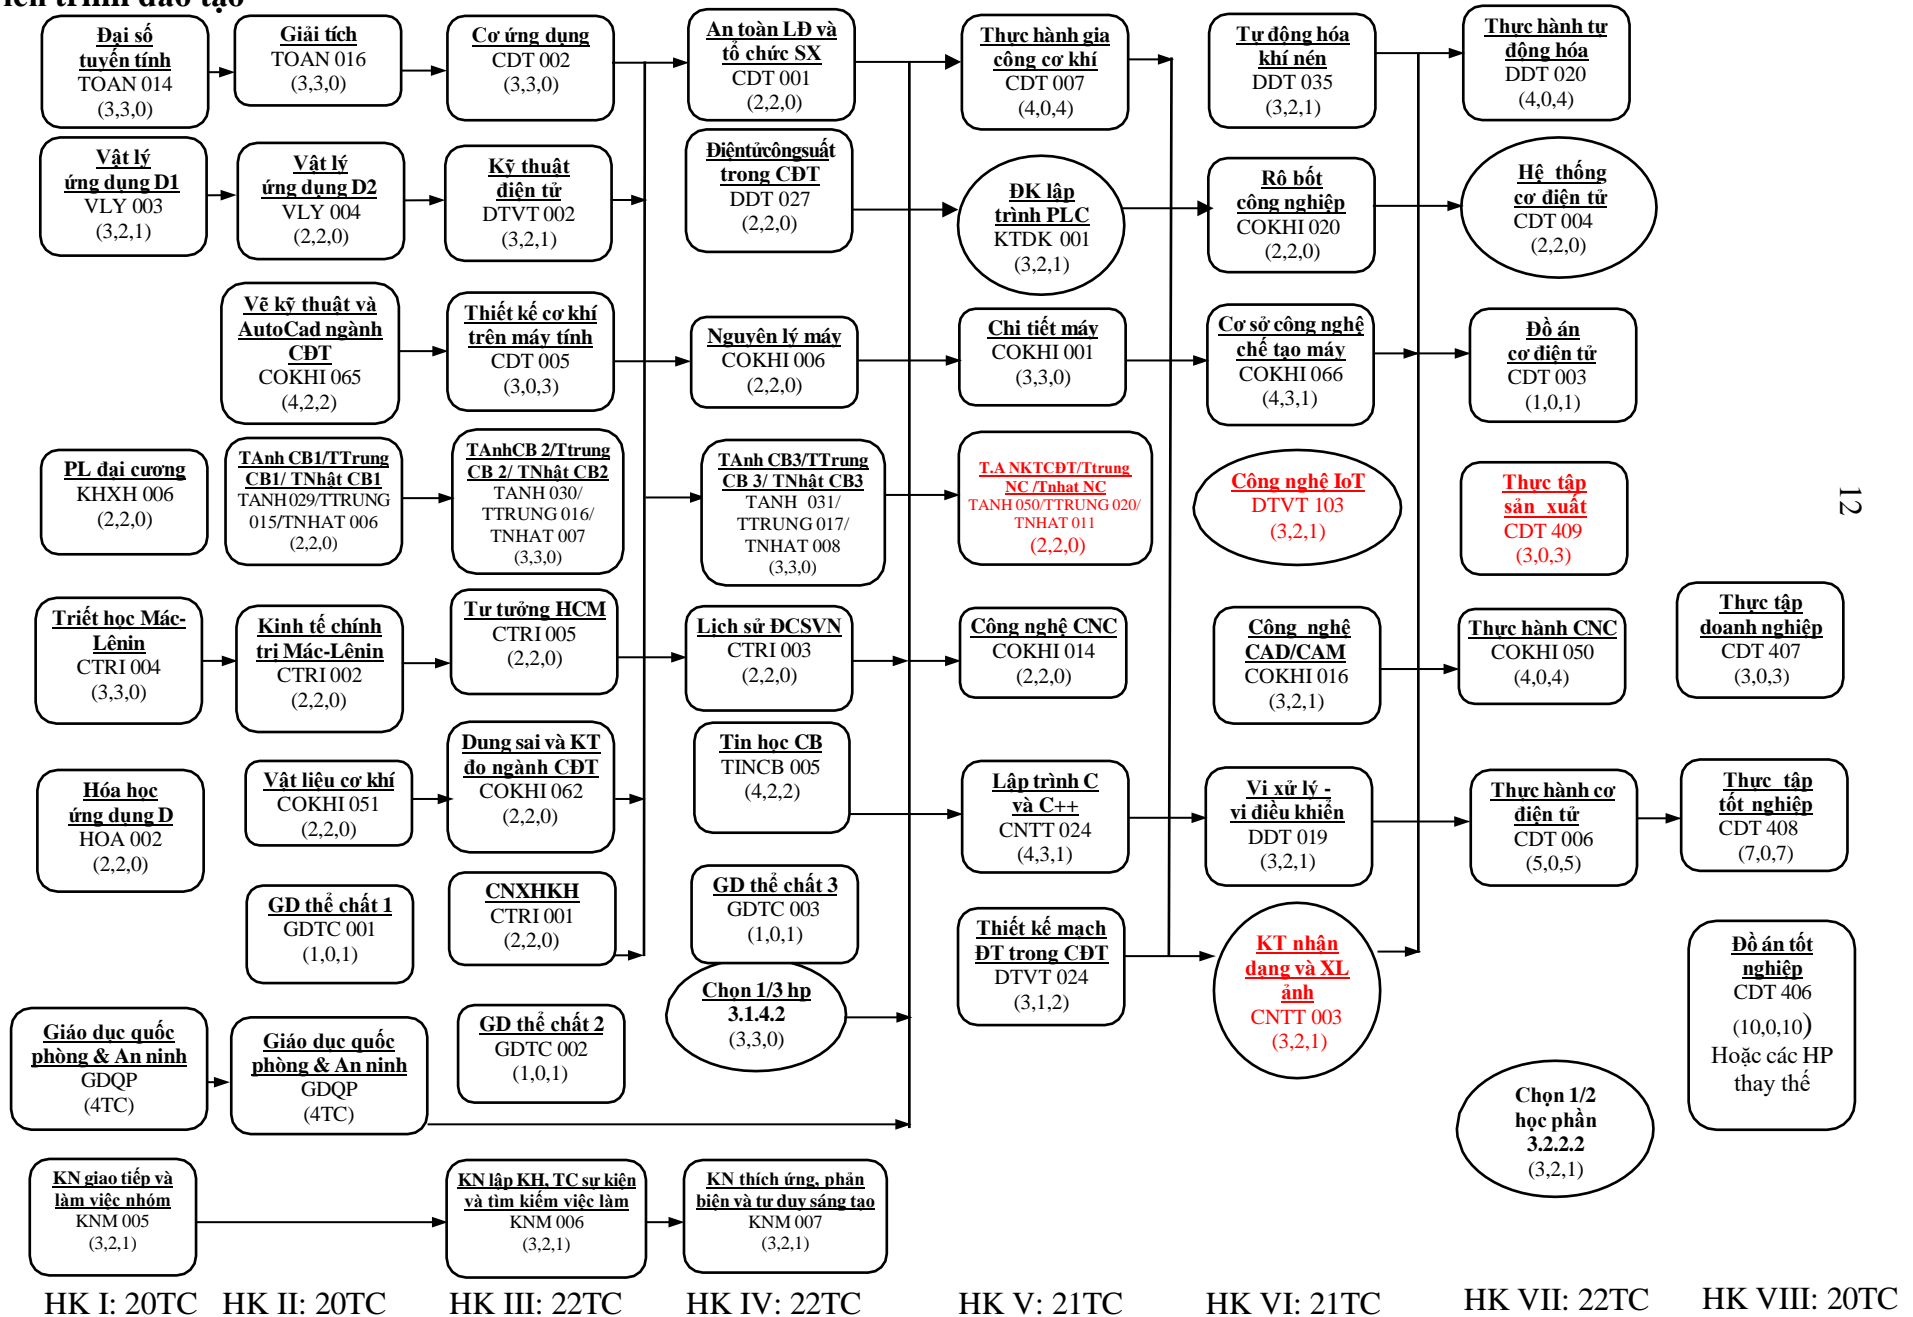 trình đào tạo
Đại số
tuyến tính
TOAN 014
(3,3,0)
Giải tích
TOAN 016
(3,3,0)
Cơ ứng dụng
CDT 002
(3,3,0)
An toàn LĐ và
tổ chức SX
CDT 001
(2,2,0)
Thực hành gia
công cơ khí
CDT 007
(4,0,4)
Tự động hóa
khí nén
DDT 035
(3,2,1)
Thực hành tự
động hóa
DDT 020
(4,0,4)
Vật lý
ứng dụng D1
VLY 003
(3,2,1)
Vật lý
ứng dụng D2
VLY 004
(2,2,0)
Kỹ thuật
điện tử
DTVT 002
(3,2,1)
Điệntửcôngsuất
trong CĐT
DDT 027
(2,2,0)
ĐK lập
trình PLC
KTDK 001
(3,2,1)
Rô bốt
công nghiệp
COKHI 020
(2,2,0)
Hệ thống
cơ điện tử
CDT 004
(2,2,0)
Vẽ kỹ thuật và
AutoCad ngành
CĐT
COKHI 065
(4,2,2)
Thiết kế cơ khí
trên máy tính
CDT 005
(3,0,3)
Nguyên lý máy
COKHI 006
(2,2,0)
Chi tiết máy
COKHI 001
(3,3,0)
Cơ sở công nghệ
chế tạo máy
COKHI 066
(4,3,1)
Đồ án
cơ điện tử
CDT 003
(1,0,1)
PL đại cương
KHXH 006
(2,2,0)
TAnh CB1/TTrung
CB1/ TNhật CB1
TANH 029/TTRUNG
015/TNHAT 006
(2,2,0)
TAnhCB 2/Ttrung
CB 2/ TNhật CB2
TANH 030/
TTRUNG 016/
TNHAT 007
(3,3,0)
TAnh CB3/TTrung
CB 3/ TNhật CB3
TANH 031/
TTRUNG 017/
TNHAT 008
(3,3,0)
T.A NKTCĐT/Ttrung
NC /Tnhat NC
TANH 050/TTRUNG 020/
TNHAT 011
(2,2,0)
Công nghệ IoT
DTVT 103
(3,2,1)
Thực tập
sản xuất
CDT 409
(3,0,3)
12
Triết học Mác-
Lênin
CTRI 004
(3,3,0)
Kinh tế chính
trị Mác-Lênin
CTRI 002
(2,2,0)
Tư tưởng HCM
CTRI 005
(2,2,0)
Lịch sử ĐCSVN
CTRI 003
(2,2,0)
Công nghệ CNC
COKHI 014
(2,2,0)
Công nghệ
CAD/CAM
COKHI 016
(3,2,1)
Thực hành CNC
COKHI 050
(4,0,4)
Thực tập
doanh nghiệp
CDT 407
(3,0,3)
Hóa học
ứng dụng D
HOA 002
(2,2,0)
Vật liệu cơ khí
COKHI 051
(2,2,0)
Dung sai và KT
đo ngành CĐT
COKHI 062
(2,2,0)
Tin học CB
TINCB 005
(4,2,2)
Lập trình C
và C++
CNTT 024
(4,3,1)
Vi xử lý -
vi điều khiển
DDT 019
(3,2,1)
Thực hành cơ
điện tử
CDT 006
(5,0,5)
Thực tập
tốt nghiệp
CDT 408
(7,0,7)
GD thể chất 1
GDTC 001
(1,0,1)
CNXHKH
CTRI 001
(2,2,0)
GD thể chất 3
GDTC 003
(1,0,1)
Thiết kế mạch
ĐT trong CĐT
DTVT 024
(3,1,2)
KT nhận
dạng và XL
ảnh
CNTT 003
(3,2,1)
Đồ án tốt
nghiệp
CDT 406
(10,0,10)
Hoặc các HP
thay thế
Giáo dục quốc
phòng & An ninh
GDQP
(4TC)
Giáo dục quốc
phòng & An ninh
GDQP
(4TC)
GD thể chất 2
GDTC 002
(1,0,1)
Chọn 1/3 hp
3.1.4.2
(3,3,0)
Chọn 1/2
học phần
3.2.2.2
(3,2,1)
KN giao tiếp và
làm việc nhóm
KNM 005
(3,2,1)
KN lập KH, TC sự kiện
và tìm kiếm việc làm
KNM 006
(3,2,1)
KN thích ứng, phản
biện và tư duy sáng tạo
KNM 007
(3,2,1)
HK I: 20TC HK II: 20TC HK III: 22TC HK IV: 22TC HK V: 21TC HK VI: 21TC HK VII: 22TC HK VIII: 20TC